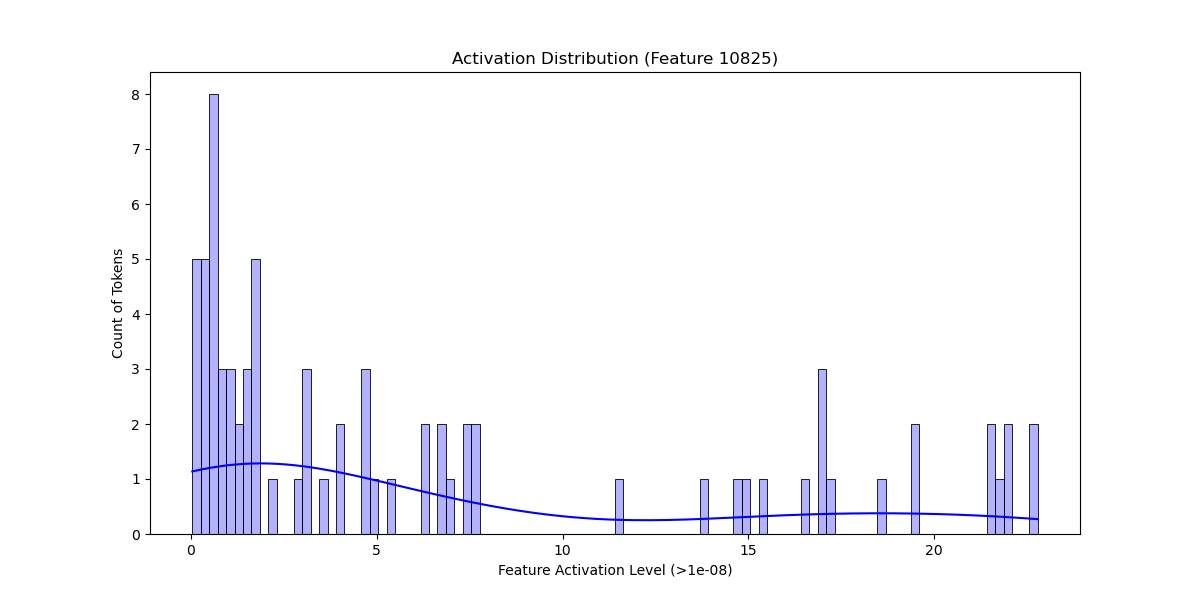 Activation Distribution (Feature 10825)
Count of Tokens
8
7
6
5
4
3
2
1
0
0 5 10 15 20
Feature Activation Level (>1e-08)